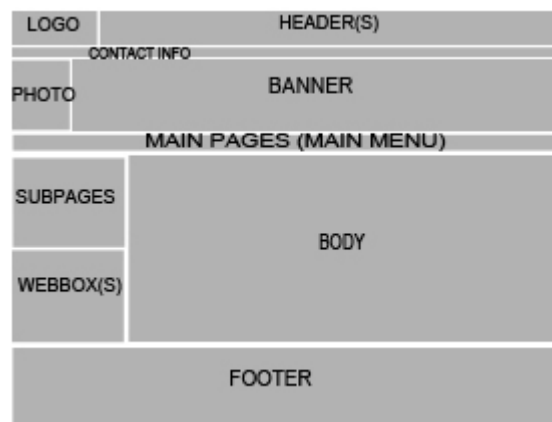 LOGO
HEADER(S)
CONTACT INFO
PHOTO
BANNER
MAIN PAGES (MAIN MENU)
SUBPAGES
BODY
WEBBOX(S)
FOOTER